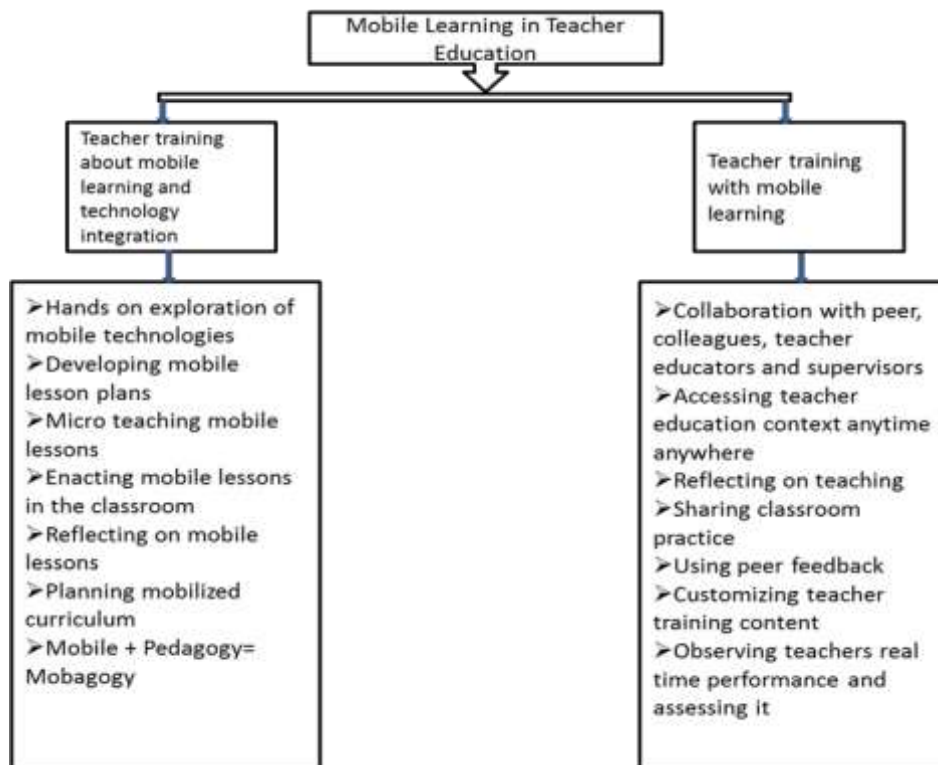 Mobile Learning in Teacher
Education
Teacher training
about mobile
learning and
technology
integration
Teacher training
with mobile
learning
➢Hands on exploration of
mobile technologies
➢Developing mobile
lesson plans
➢Micro teaching mobile
lessons
➢Enacting mobile lessons
in the classroom
➢Reflecting on mobile
lessons
➢Planning mobilized
curriculum
➢Mobile + Pedagogy=
Mobagogy
➢Collaboration with peer,
colleagues, teacher
educators and supervisors
➢Accessing teacher
education context anytime
anywhere
➢Reflecting on teaching
➢Sharing classroom
practice
➢Using peer feedback
➢Customizing teacher
training content
➢Observing teachers real
time performance and
assessing it